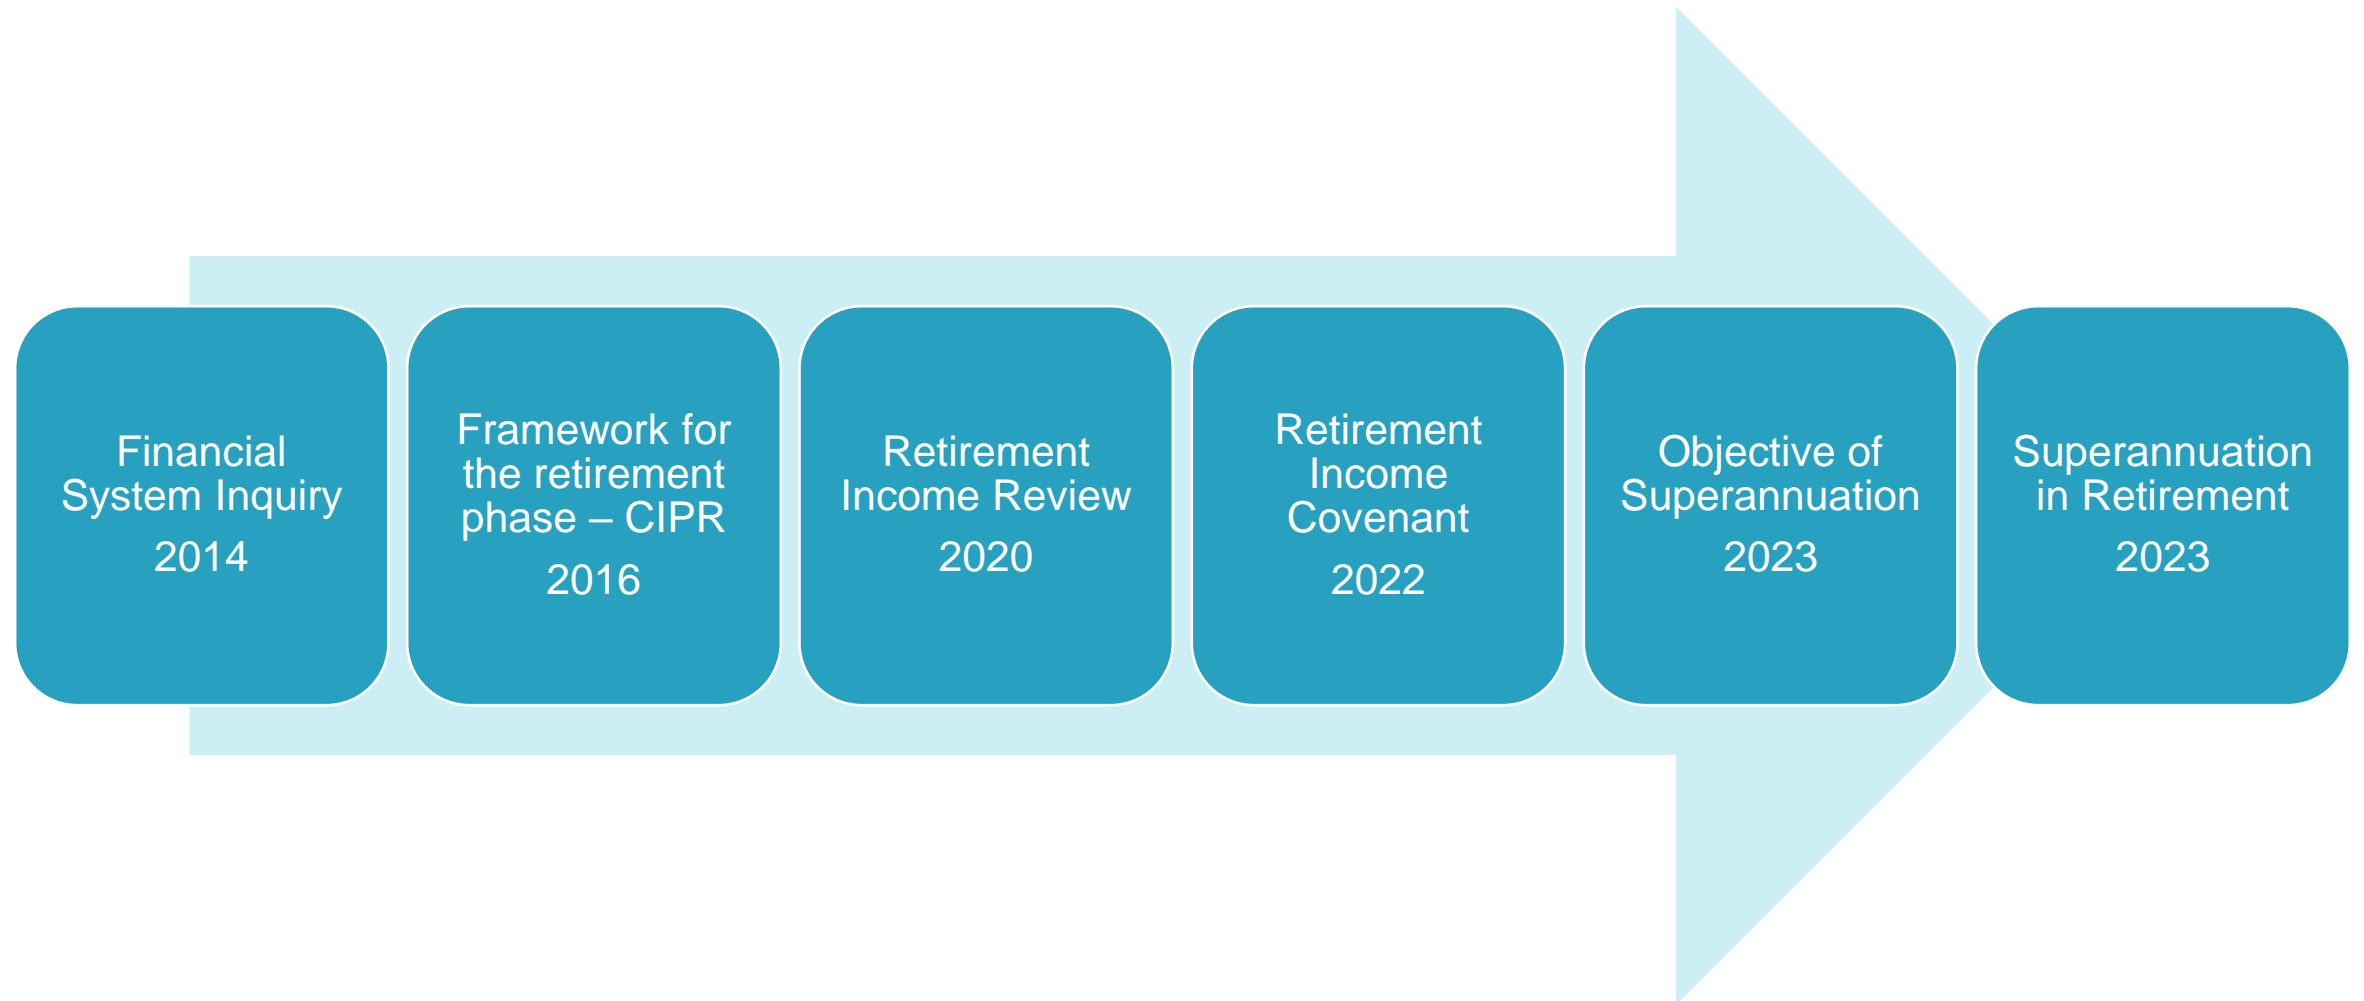 Financial
System Inquiry
2014
Framework for
the retirement
phase – CIPR
2016
Retirement
Income Review
2020
Retirement
Income
Covenant
2022
Objective of
Superannuation
2023
Superannuation
in Retirement
2023